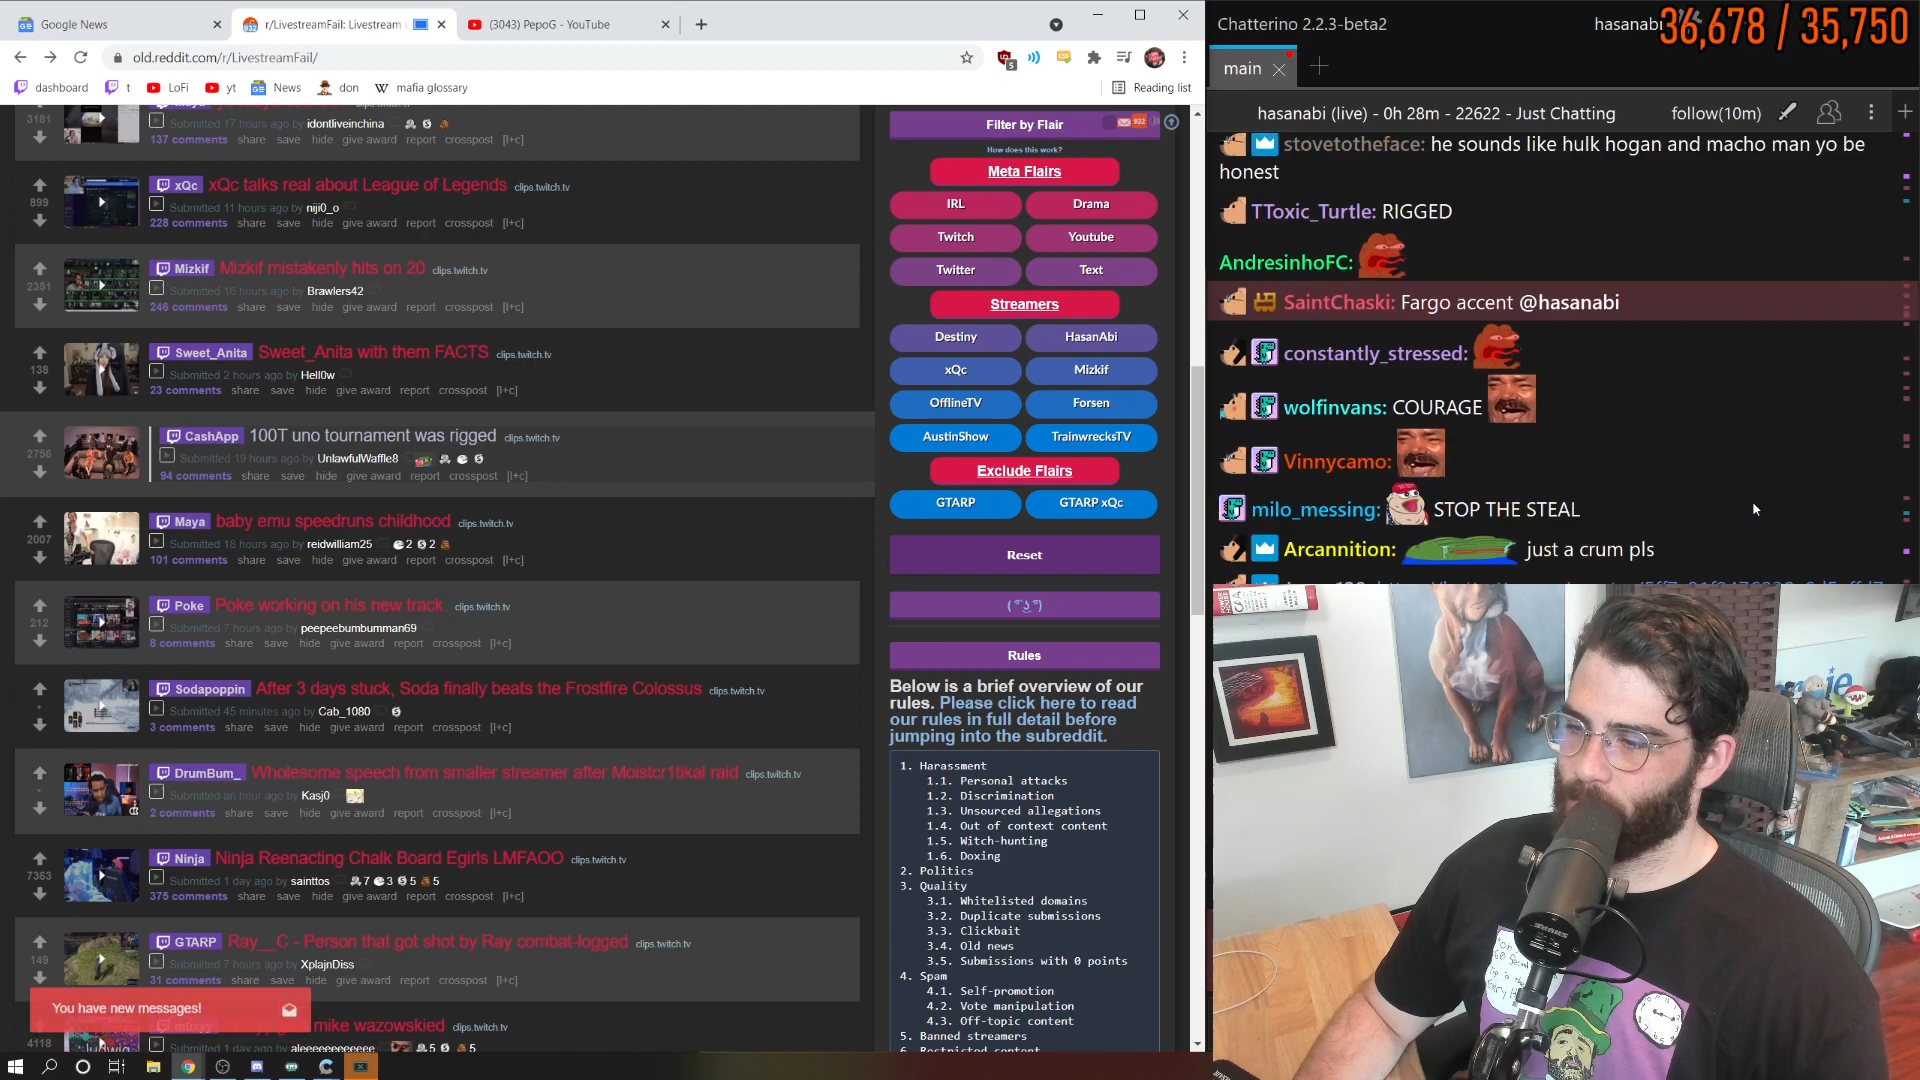 Google News
r/LivestreamFail: Livestream
(3043) PepoG - YouTube
old.reddit.com/r/LivestreamFail/
dashboard
t
LoFi
yt
News
don
mafia glossary
Reading list
3181
Submitted 17 hours ago by idontliveinchina
137 comments share save hide give award report crosspost [l+c]
899
xQc xQc talks real about League of Legends clips.twitch.tv
Submitted 11 hours ago by niji0_o
228 comments share save hide give award report crosspost [l+c]
2351
Mizkif Mizkif mistakenly hits on 20 clips.twitch.tv
Submitted 16 hours ago by Brawlers42
246 comments share save hide give award report crosspost [l+c]
138
Sweet_Anita Sweet_Anita with them FACTS clips.twitch.tv
Submitted 2 hours ago by Hell0w
23 comments share save hide give award report crosspost [l+c]
2756
CashApp 100T uno tournament was rigged clips.twitch.tv
Submitted 19 hours ago by UnlawfulWaffle8
94 comments share save hide give award report crosspost [l+c]
2007
Maya baby emu speedruns childhood clips.twitch.tv
Submitted 18 hours ago by reidwilliam25 2 2
101 comments share save hide give award report crosspost [l+c]
212
Poke Poke working on his new track. clips.twitch.tv
Submitted 7 hours ago by peepeebumbumman69
8 comments share save hide give award report crosspost [l+c]
•
Sodapoppin After 3 days stuck, Soda finally beats the Frostfire Colossus clips.twitch.tv
Submitted 45 minutes ago by Cab_1080
3 comments share save hide give award report crosspost [l+c]
•
DrumBum_ Wholesome speech from smaller streamer after Moistcr1tikal raid clips.twitch.tv
Submitted an hour ago by Kasj0
2 comments share save hide give award report crosspost [l+c]
7363
Ninja Ninja Reenacting Chalk Board Egirls LMFAOO clips.twitch.tv
Submitted 1 day ago by sainttos 7 3 5 5
375 comments share save hide give award report crosspost [l+c]
149
GTARP Ray__C - Person that got shot by Ray combat-logged clips.twitch.tv
Submitted 7 hours ago by XplajnDiss
31 comments share save hide give award report crosspost [l+c]
You have new messages!
4118
mike wazowskied clips.twitch.tv
Submitted 1 day ago by aleeeeeeeeeeee 5 5 5
Filter by Flair
932
How does this work?
Meta Flairs
IRL Drama
Twitch Youtube
Twitter Text
Streamers
Destiny HasanAbi
xQc Mizkif
OfflineTV Forsen
AustinShow TrainwrecksTV
Exclude Flairs
GTARP GTARP xQc
Reset
( ͡° ͜ʖ ͡°)
Rules
Below is a brief overview of our
rules. Please click here to read
our rules in full detail before
jumping into the subreddit.
1. Harassment
1.1. Personal attacks
1.2. Discrimination
1.3. Unsourced allegations
1.4. Out of context content
1.5. Witch-hunting
1.6. Doxing
2. Politics
3. Quality
3.1. Whitelisted domains
3.2. Duplicate submissions
3.3. Clickbait
3.4. Old news
3.5. Submissions with 0 points
4. Spam
4.1. Self-promotion
4.2. Vote manipulation
4.3. Off-topic content
5. Banned streamers
6. Restricted content
Chatterino 2.2.3-beta2
hasanabi
36,678 / 35,750
main
hasanabi (live) - 0h 28m - 22622 - Just Chatting
follow(10m)
stovetotheface: he sounds like hulk hogan and macho man yo be
honest
TToxic_Turtle: RIGGED
AndresinhoFC:
SaintChaski: Fargo accent @hasanabi
constantly_stressed:
wolfinvans: COURAGE
Vinnycamo:
milo_messing: STOP THE STEAL
Arcannition: just a crum pls